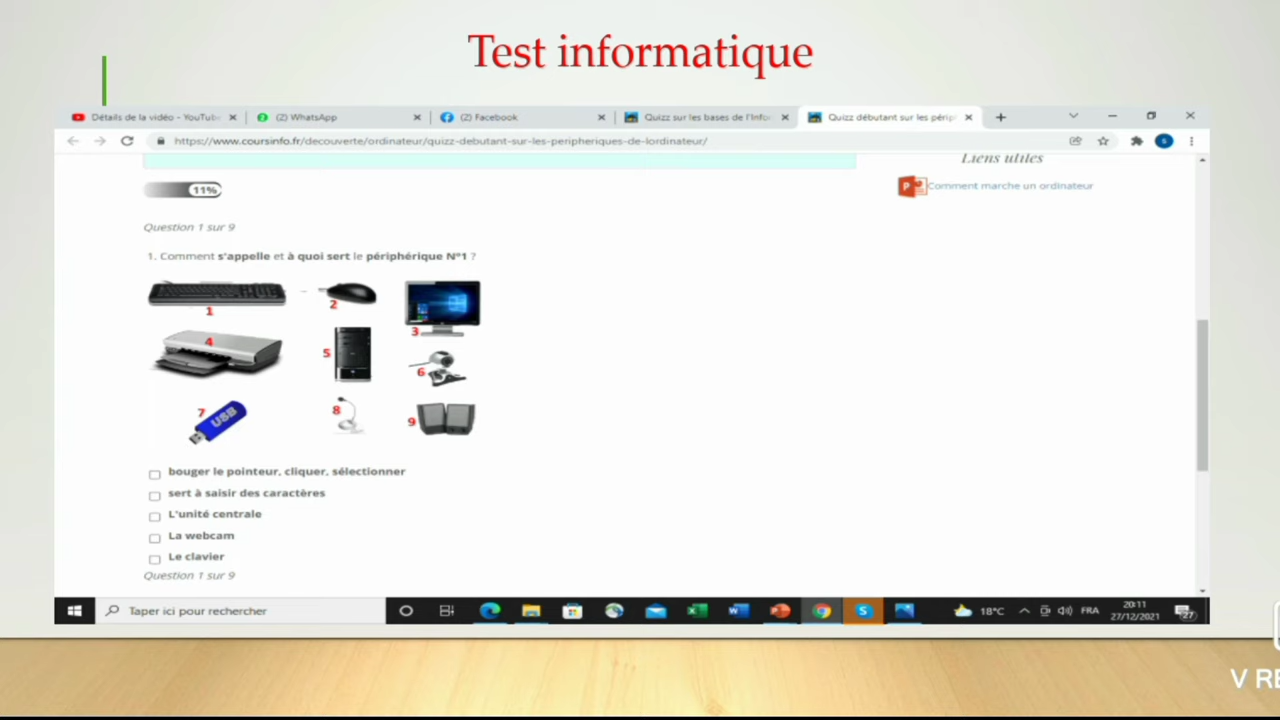 Test informatique
Détails de la vidéo - YouTube
(2) WhatsApp
(2) Facebook
Quizz sur les bases de l'Infor
Quizz débutant sur les périph
https://www.coursinfo.fr/decouverte/ordinateur/quizz-debutant-sur-les-peripheriques-de-lordinateur/
Liens utiles
11%
Comment marche un ordinateur
Question 1 sur 9
1. Comment s'appelle et à quoi sert le périphérique N°1 ?
1
2
3
4
5
6
7
USB
8
9
bouger le pointeur, cliquer, sélectionner
sert à saisir des caractères
L'unité centrale
La webcam
Le clavier
Question 1 sur 9
Taper ici pour rechercher
18°C
FRA
20:11
27/12/2021
27
V RE